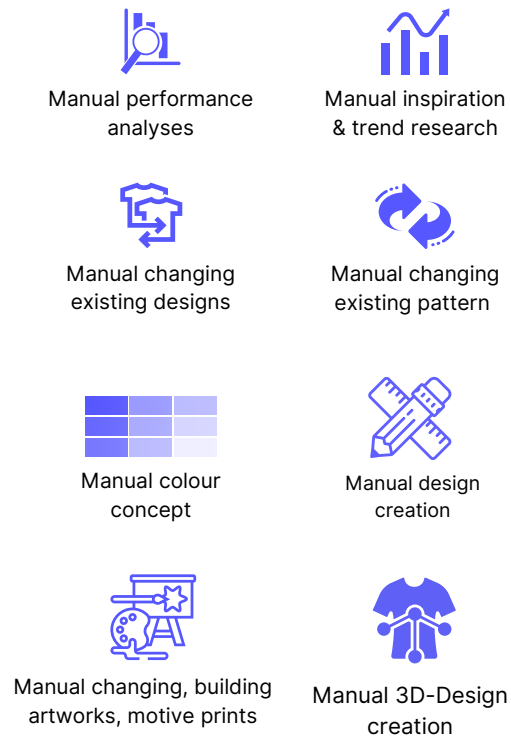 Manual performance
analyses
Manual inspiration
& trend research
Manual changing
existing designs
Manual changing
existing pattern
Manual colour
concept
Manual design
creation
Manual changing, building
artworks, motive prints
Manual 3D-Design
creation